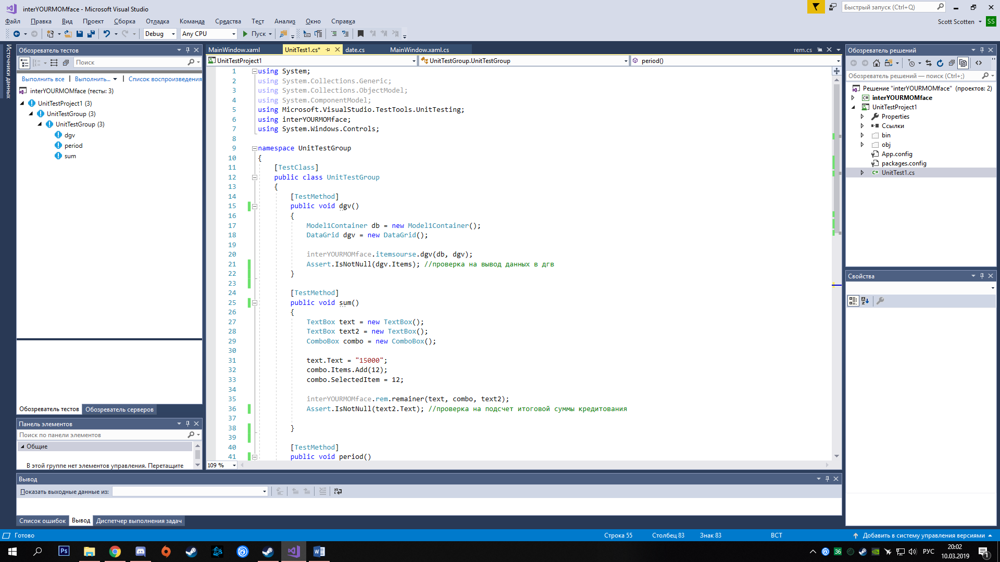 interYOURMOMface - Microsoft Visual Studio
Быстрый запуск (Ctrl+Q)
Файл Правка Вид Проект Сборка Отладка Команда Средства Тест Анализ Окно Справка
Scott Scotten SS
Debug Any CPU Пуск
Источники данных
Обозреватель тестов
Поиск
Выполнить все Выполнить... Список воспроизведения
interYOURMOMface (тесты: 3)
UnitTestProject1 (3)
UnitTestGroup (3)
UnitTestGroup (3)
dgv
period
sum
Обозреватель тестов Обозреватель серверов
Панель элементов
Поиск по панели элементов
Общие
В этой группе нет элементов управления. Перетащите
MainWindow.xaml UnitTest1.cs* date.cs MainWindow.xaml.cs rem.cs
UnitTestProject1 UnitTestGroup.UnitTestGroup period()
1 using System;
2 using System.Collections.Generic;
3 using System.Collections.ObjectModel;
4 using System.ComponentModel;
5 using Microsoft.VisualStudio.TestTools.UnitTesting;
6 using interYOURMOMface;
7 using System.Windows.Controls;
8
9 namespace UnitTestGroup
10 {
11 [TestClass]
12 public class UnitTestGroup
13 {
14 [TestMethod]
15 public void dgv()
16 {
17 Model1Container db = new Model1Container();
18 DataGrid dgv = new DataGrid();
19
20 interYOURMOMface.itemsourse.dgv(db, dgv);
21 Assert.IsNotNull(dgv.Items); //проверка на вывод данных в дгв
22 }
23
24 [TestMethod]
25 public void sum()
26 {
27 TextBox text = new TextBox();
28 TextBox text2 = new TextBox();
29 ComboBox combo = new ComboBox();
30
31 text.Text = "15000";
32 combo.Items.Add(12);
33 combo.SelectedItem = 12;
34
35 interYOURMOMface.rem.remainer(text, combo, text2);
36 Assert.IsNotNull(text2.Text); //проверка на подсчет итоговой суммы кредитования
37
38 }
39
40 [TestMethod]
41 public void period()
109 %
Обозреватель решений
Обозреватель решений — поиск (Ctrl+;)
Решение "interYOURMOMface" (проектов: 2)
interYOURMOMface
UnitTestProject1
Properties
Ссылки
bin
obj
App.config
packages.config
UnitTest1.cs
Свойства
Вывод
Показать выходные данные из:
Список ошибок Вывод Диспетчер выполнения задач
Готово Строка 55 Столбец 83 Знак 83 ВСТ Добавить в систему управления версиями
Ps 36 РУС 20:02
10.03.2019 1